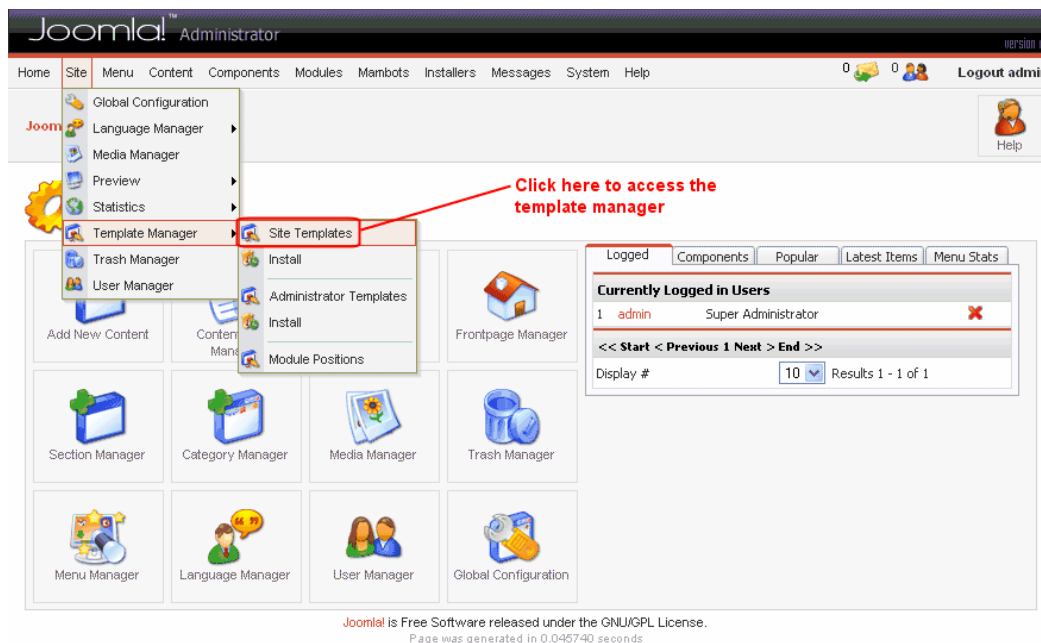 Joomla!™ Administrator
version
Home Site Menu Content Components Modules Mambots Installers Messages System Help 0 0 Logout admi
Global Configuration
Joom
Language Manager
Help
Media Manager
Preview
Statistics
Click here to access the
template manager
Template Manager
Site Templates
Trash Manager
Install
User Manager
Administrator Templates
Install
Module Positions
Add New Content
Conten
Mana
Frontpage Manager
Logged Components Popular Latest Items Menu Stats
Currently Logged in Users
1 admin Super Administrator
<< Start < Previous 1 Next > End >>
Display # 10 Results 1 - 1 of 1
Section Manager Category Manager Media Manager Trash Manager
Menu Manager Language Manager User Manager Global Configuration
Joomla! is Free Software released under the GNU/GPL License.
Page was generated in 0.045740 seconds